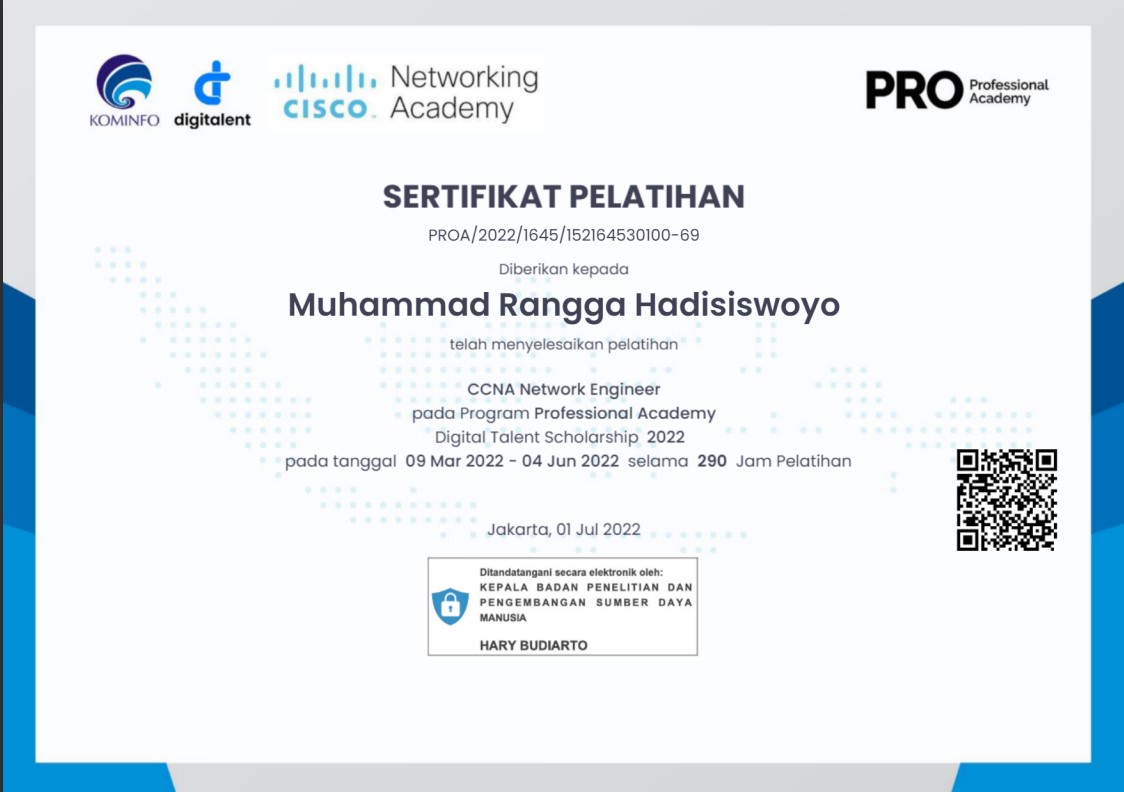 KOMINFO
digitalent
CISCO
Networking
Academy
PRO Professional
Academy
SERTIFIKAT PELATIHAN
PROA/2022/1645/152164530100-69
Diberikan kepada
Muhammad Rangga Hadisiswoyo
telah menyelesaikan pelatihan
CCNA Network Engineer
pada Program Professional Academy
Digital Talent Scholarship 2022
pada tanggal 09 Mar 2022 - 04 Jun 2022 selama 290 Jam Pelatihan
Jakarta, 01 Jul 2022
Ditandatangani secara elektronik oleh:
KEPALA BADAN PENELITIAN DAN
PENGEMBANGAN SUMBER DAYA
MANUSIA
HARY BUDIARTO